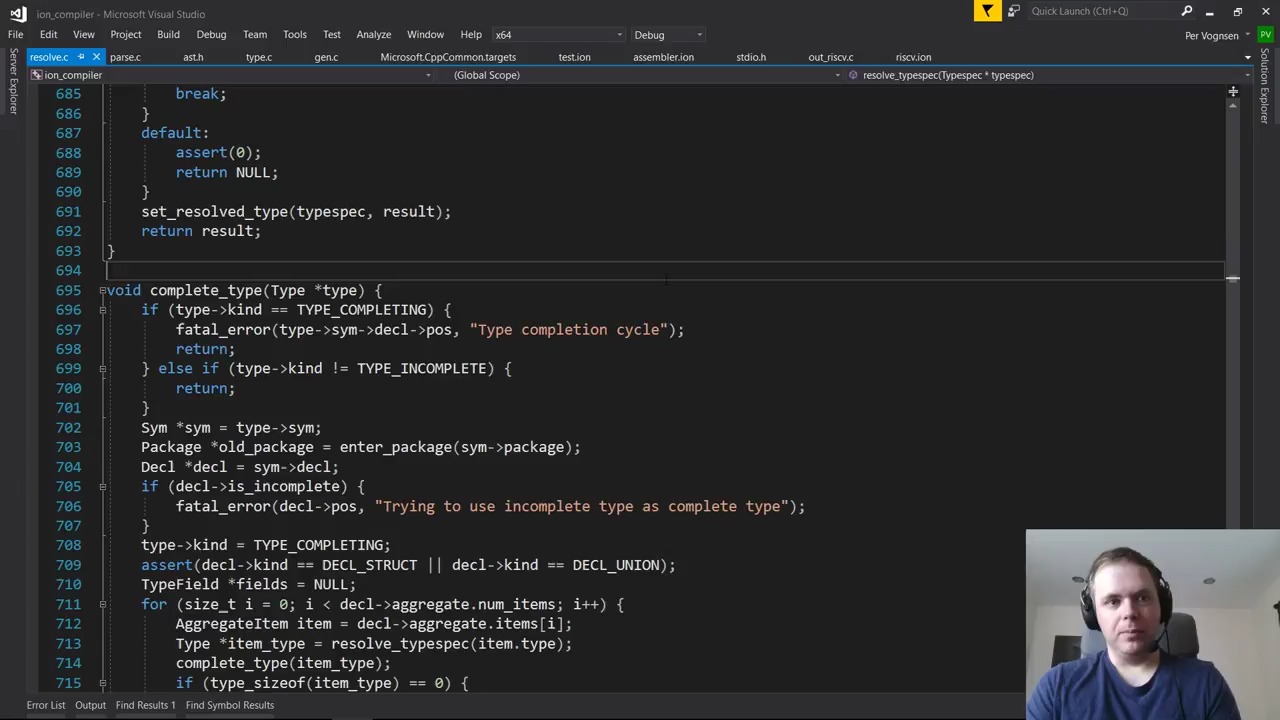 ion_compiler - Microsoft Visual Studio
Quick Launch (Ctrl+Q)
File Edit View Project Build Debug Team Tools Test Analyze Window Help x64 Debug
Per Vognsen PV
resolve.c parse.c ast.h type.c gen.c Microsoft.CppCommon.targets test.ion assembler.ion stdio.h out_riscv.c riscv.ion
ion_compiler (Global Scope) resolve_typespec(Typespec * typespec)
Server Explorer
Solution Explorer
685 break;
686 }
687 default:
688 assert(0);
689 return NULL;
690 }
691 set_resolved_type(typespec, result);
692 return result;
693 }
694
695 void complete_type(Type *type) {
696 if (type->kind == TYPE_COMPLETING) {
697 fatal_error(type->sym->decl->pos, "Type completion cycle");
698 return;
699 } else if (type->kind != TYPE_INCOMPLETE) {
700 return;
701 }
702 Sym *sym = type->sym;
703 Package *old_package = enter_package(sym->package);
704 Decl *decl = sym->decl;
705 if (decl->is_incomplete) {
706 fatal_error(decl->pos, "Trying to use incomplete type as complete type");
707 }
708 type->kind = TYPE_COMPLETING;
709 assert(decl->kind == DECL_STRUCT || decl->kind == DECL_UNION);
710 TypeField *fields = NULL;
711 for (size_t i = 0; i < decl->aggregate.num_items; i++) {
712 AggregateItem item = decl->aggregate.items[i];
713 Type *item_type = resolve_typespec(item.type);
714 complete_type(item_type);
715 if (type_sizeof(item_type) == 0) {
Error List Output Find Results 1 Find Symbol Results